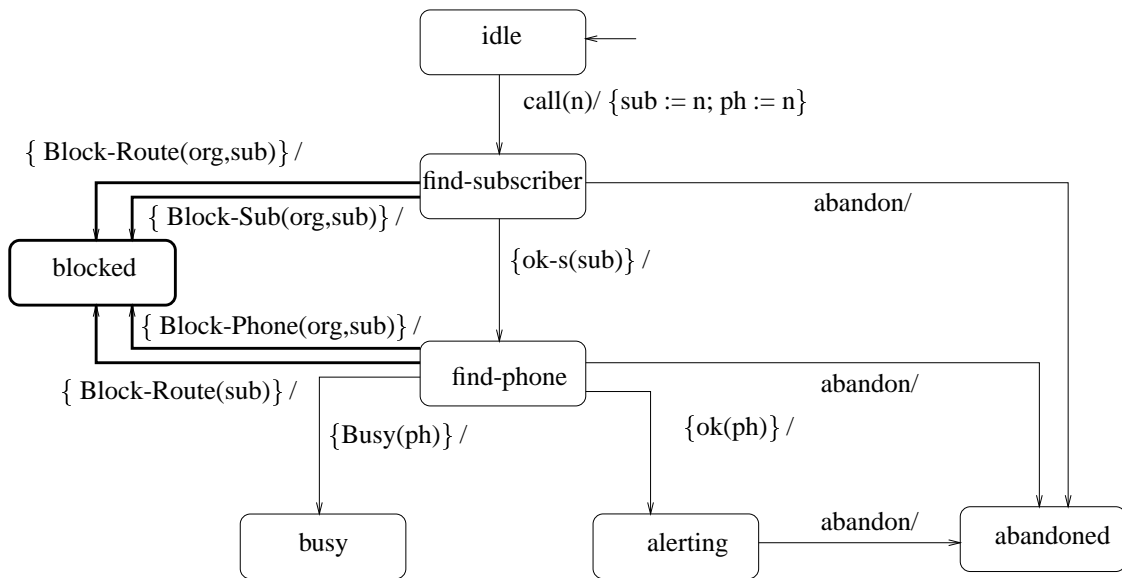 idle
call(n)/ {sub := n; ph := n}
{ Block-Route(org,sub)} /
find-subscriber
abandon/
{ Block-Sub(org,sub)} /
{ok-s(sub)} /
blocked
{ Block-Phone(org,sub)} /
find-phone
{ Block-Route(sub)} /
abandon/
{Busy(ph)} /
{ok(ph)} /
abandon/
busy
alerting
abandoned